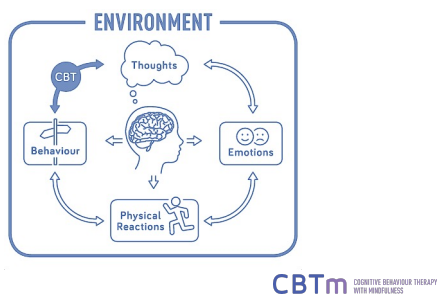 ENVIRONMENT
Thoughts
CBT
Behaviour
Emotions
Physical
Reactions
CBTm COGNITIVE BEHAVIOUR THERAPY
WITH MINDFULNESS